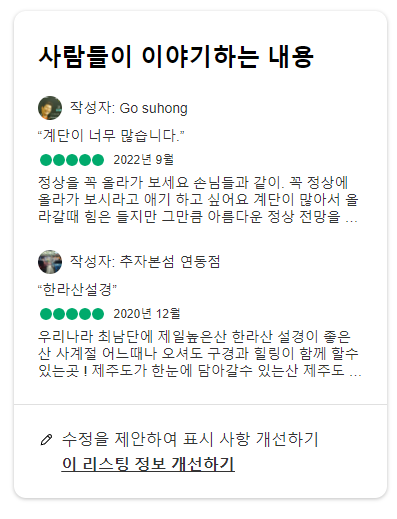 사람들이 이야기하는 내용
작성자: Go suhong
“계단이 너무 많습니다.”
2022년 9월
정상을 꼭 올라가 보세요 손님들과 같이. 꼭 정상에
올라가 보시라고 얘기 하고 싶어요 계단이 많아서 올
라갈때 힘은 들지만 그만큼 아름다운 정상 전망을 ...
작성자: 추자본섬 연동점
“한라산설경”
2020년 12월
우리나라 최남단에 제일높은산 한라산 설경이 좋은
산 사계절 어느때나 오셔도 구경과 힐링이 함께 할수
있는곳 ! 제주도가 한눈에 담아갈수 있는산 제주도 ...
수정을 제안하여 표시 사항 개선하기
이 리스팅 정보 개선하기